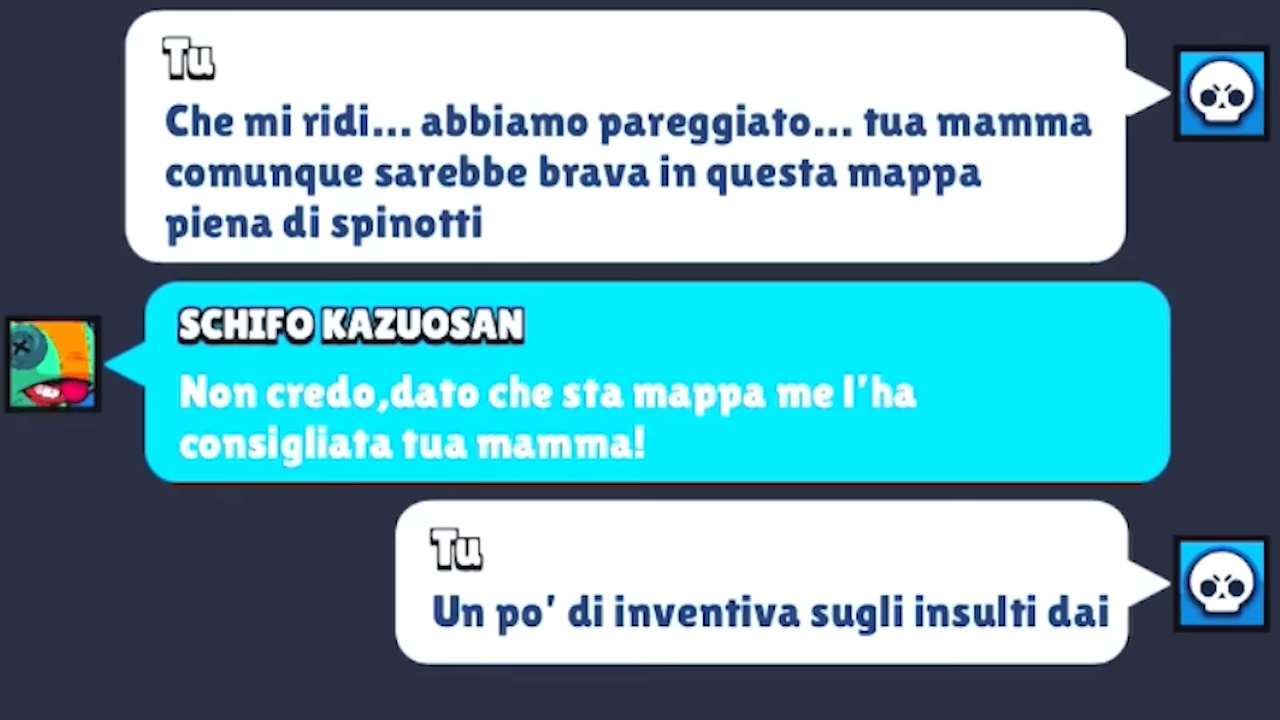 Tu
Che mi ridi... abbiamo pareggiato... tua mamma
comunque sarebbe brava in questa mappa
piena di spinotti
SCHIFO KAZUOSAN
Non credo,dato che sta mappa me l'ha
consigliata tua mamma!
Tu
Un po' di inventiva sugli insulti dai